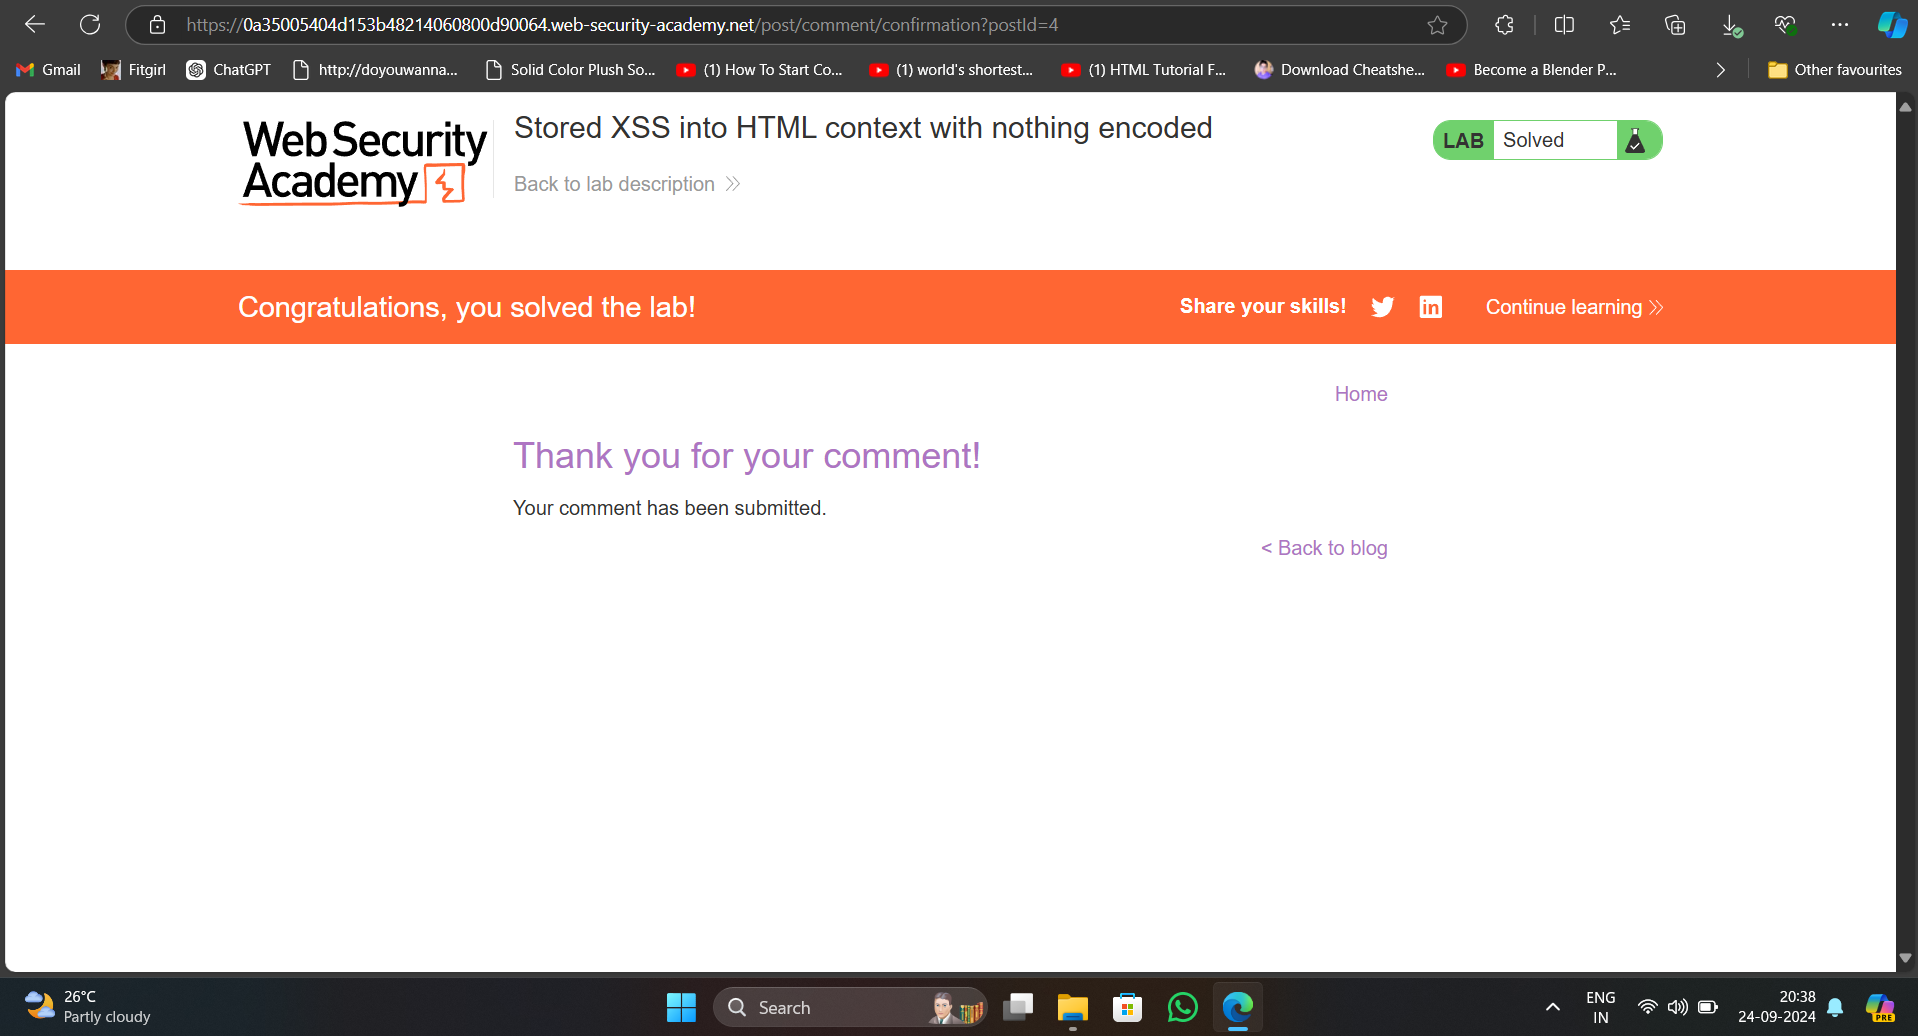 https://0a35005404d153b48214060800d90064.web-security-academy.net/post/comment/confirmation?postId=4
Gmail Fitgirl ChatGPT http://doyouwanna... Solid Color Plush So... (1) How To Start Co... (1) world's shortest... (1) HTML Tutorial F... Download Cheatshe... Become a Blender P... Other favourites
Web Security
Academy
Stored XSS into HTML context with nothing encoded
Back to lab description
LAB Solved
Congratulations, you solved the lab!
Share your skills! in Continue learning
Home
Thank you for your comment!
Your comment has been submitted.
< Back to blog
26°C
Partly cloudy
Search
ENG
IN
20:38
24-09-2024
PRE